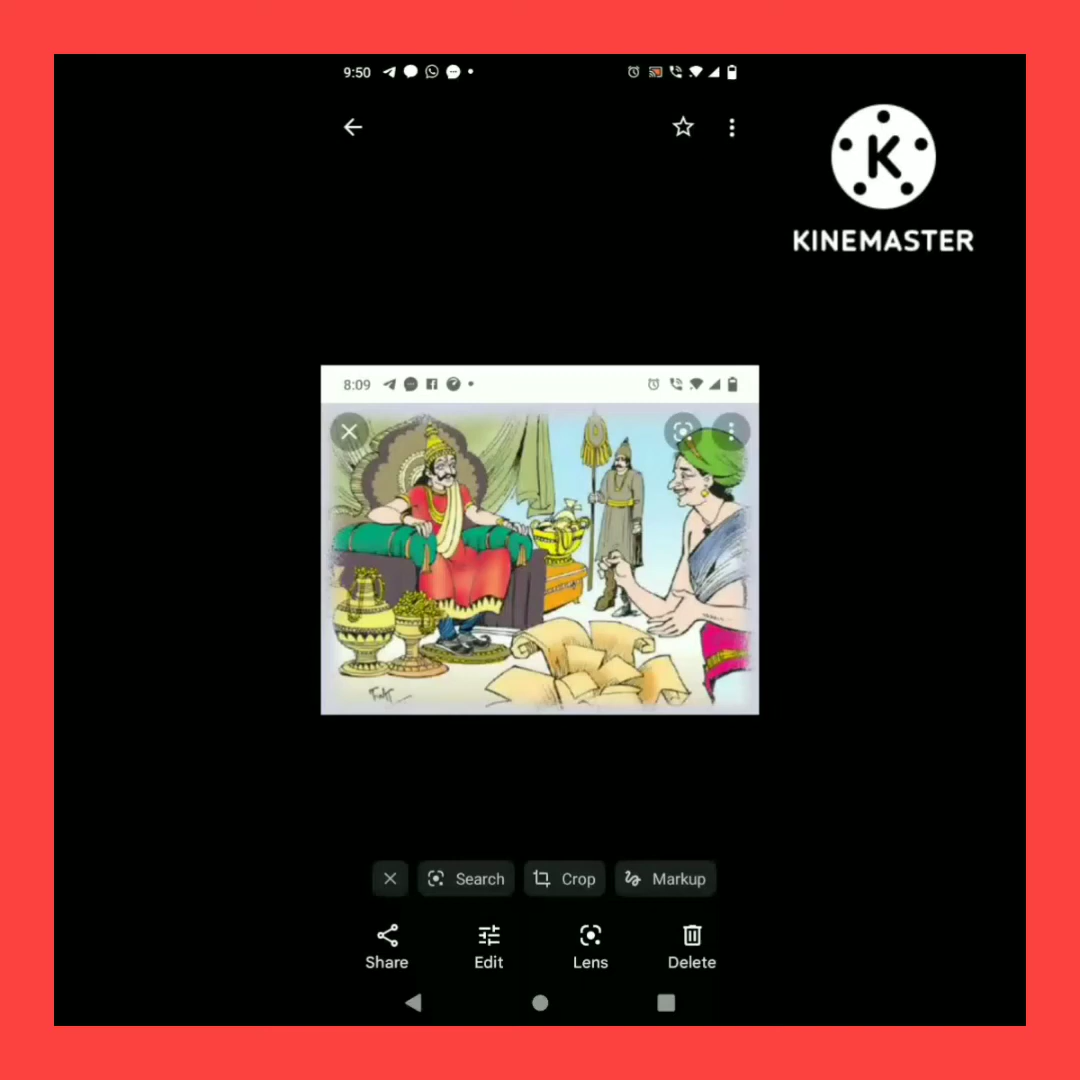 9:50
K
KINEMASTER
8:09
Search Crop Markup
Share Edit Lens Delete